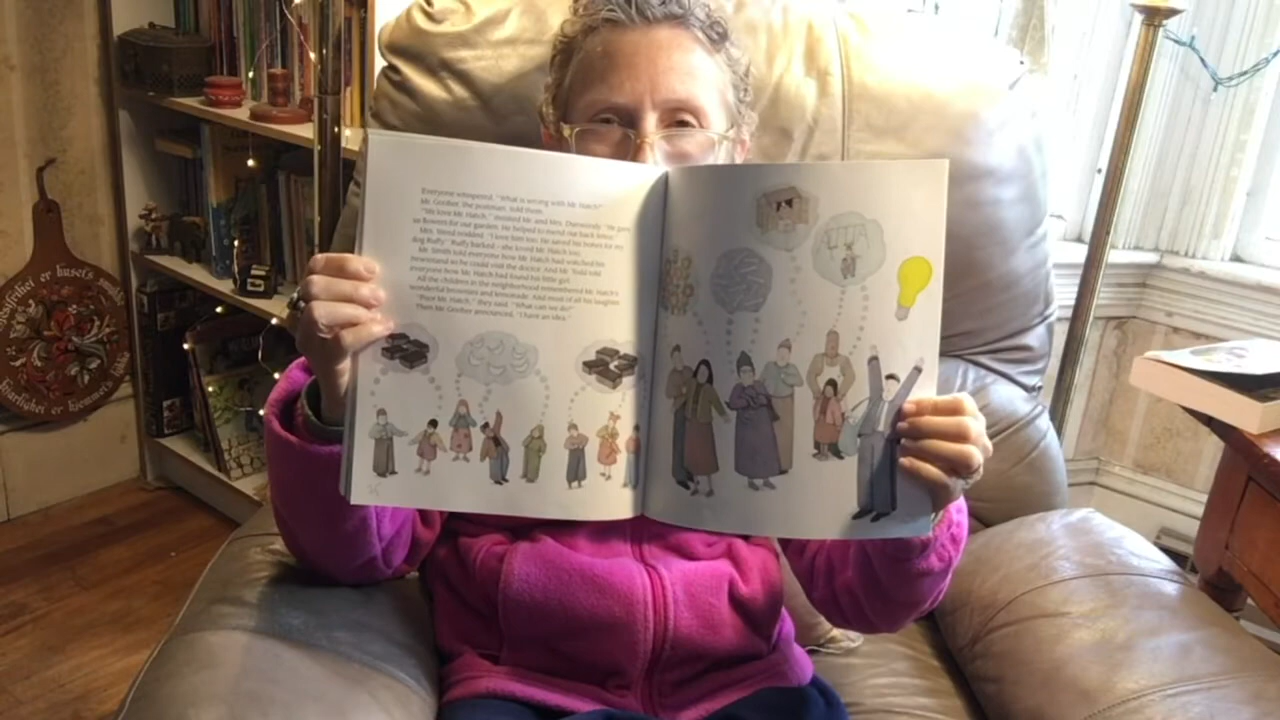 Everyone whispered, "What is wrong with Mr. Hatch?"
Mr. Goober, the postman, told them.
"We love Mr. Hatch," insisted Mr. and Mrs. Dunwoody. "He gave
us flowers for our garden. He helped to mend our back fence."
Mrs. Weed nodded. "I love him too. He saved his bones for my
dog Ruffy." Ruffy barked – she loved Mr. Hatch too.
Mr. Smith told everyone how Mr. Hatch had watched his
newsstand so he could visit the doctor. And Mr. Todd told
everyone how Mr. Hatch had found his little girl.
All the children in the neighborhood remembered Mr. Hatch's
wonderful brownies and lemonade. And most of all his laughter.
"Poor Mr. Hatch," they said. "What can we do?"
Then Mr. Goober announced, "I have an idea."
er husets
Kjærlighet er hjemmets